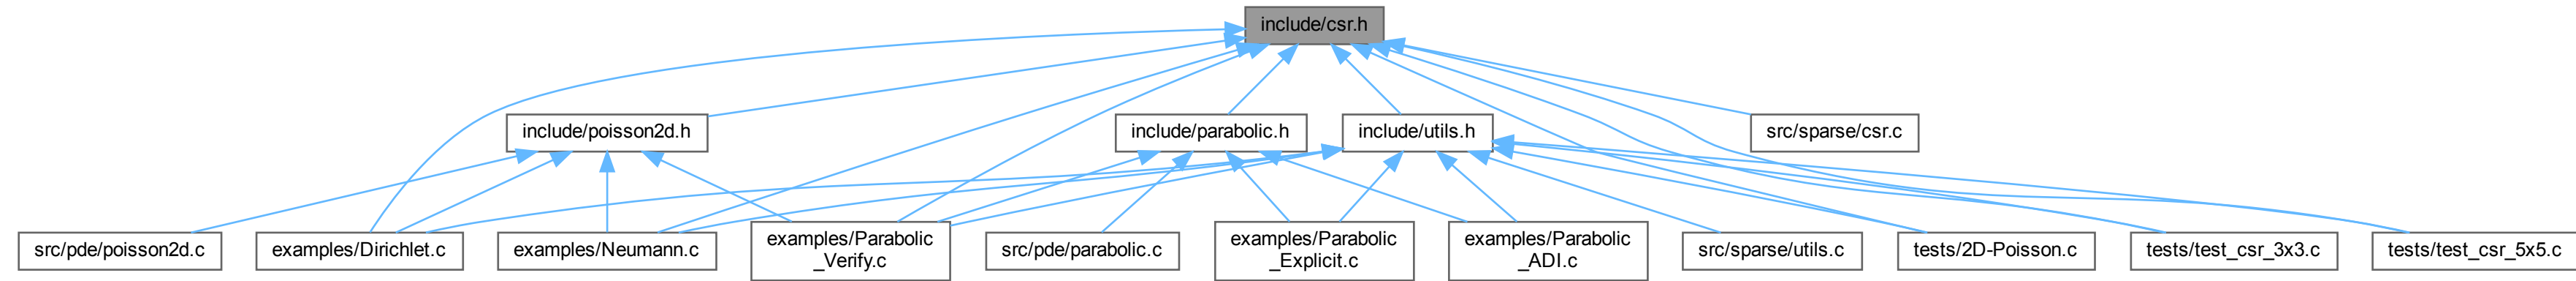 include/csr.h
include/poisson2d.h
include/parabolic.h
include/utils.h
src/sparse/csr.c
src/pde/poisson2d.c
examples/Dirichlet.c
examples/Neumann.c
examples/Parabolic
_Verify.c
src/pde/parabolic.c
examples/Parabolic
_Explicit.c
examples/Parabolic
_ADI.c
src/sparse/utils.c
tests/2D-Poisson.c
tests/test_csr_3x3.c
tests/test_csr_5x5.c